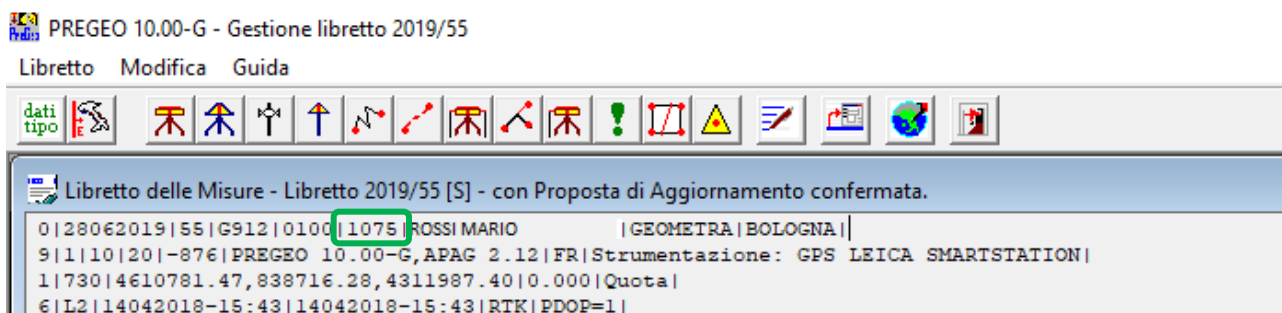 PREGEO 10.00-G - Gestione libretto 2019/55
Libretto Modifica Guida
dati
tipo
Libretto delle Misure - Libretto 2019/55 [S] - con Proposta di Aggiornamento confermata.
0|28062019|55|G912|0100|1075|ROSSI MARIO |GEOMETRA|BOLOGNA|
9|1|10|20|-876|PREGEO 10.00-G,APAG 2.12|FR|Strumentazione: GPS LEICA SMARTSTATION|
1|730|4610781.47,838716.28,4311987.40|0.000|Quota|
6|L2|14042018-15:43|14042018-15:43|RTK|PDOP=1|